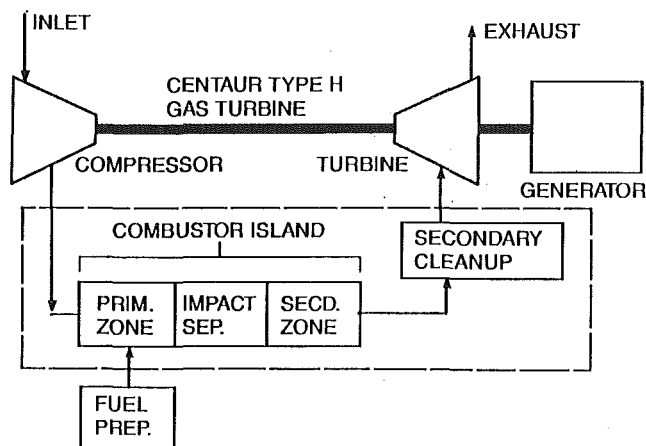 INLET
EXHAUST
CENTAUR TYPE H
GAS TURBINE
COMPRESSOR
TURBINE
GENERATOR
COMBUSTOR ISLAND
SECONDARY
CLEANUP
PRIM.
ZONE
IMPACT
SEP.
SECD.
ZONE
FUEL
PREP.